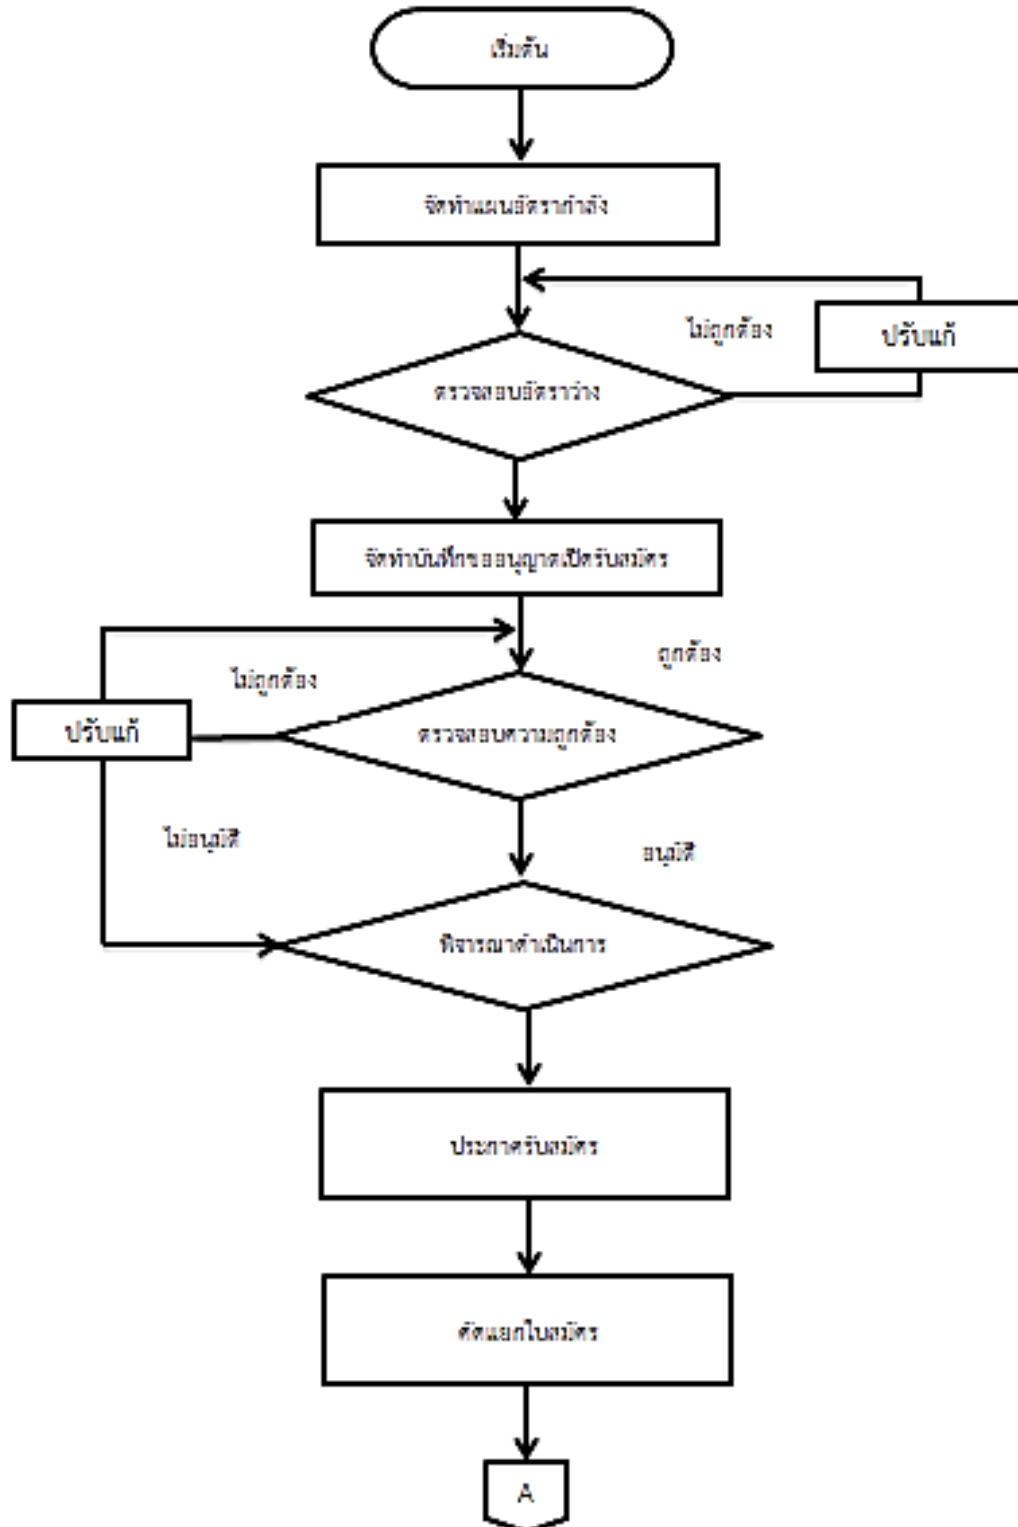 เริ่มต้น
จัดทำแผนอัตรากำลัง
ไม่ถูกต้อง
ปรับแก้
ตรวจสอบอัตราว่าง
จัดทำบันทึกขออนุญาตเปิดรับสมัคร
ถูกต้อง
ไม่ถูกต้อง
ปรับแก้
ตรวจสอบความถูกต้อง
ไม่อนุมัติ
อนุมัติ
พิจารณาดำเนินการ
ประกาศรับสมัคร
คัดแยกใบสมัคร
A